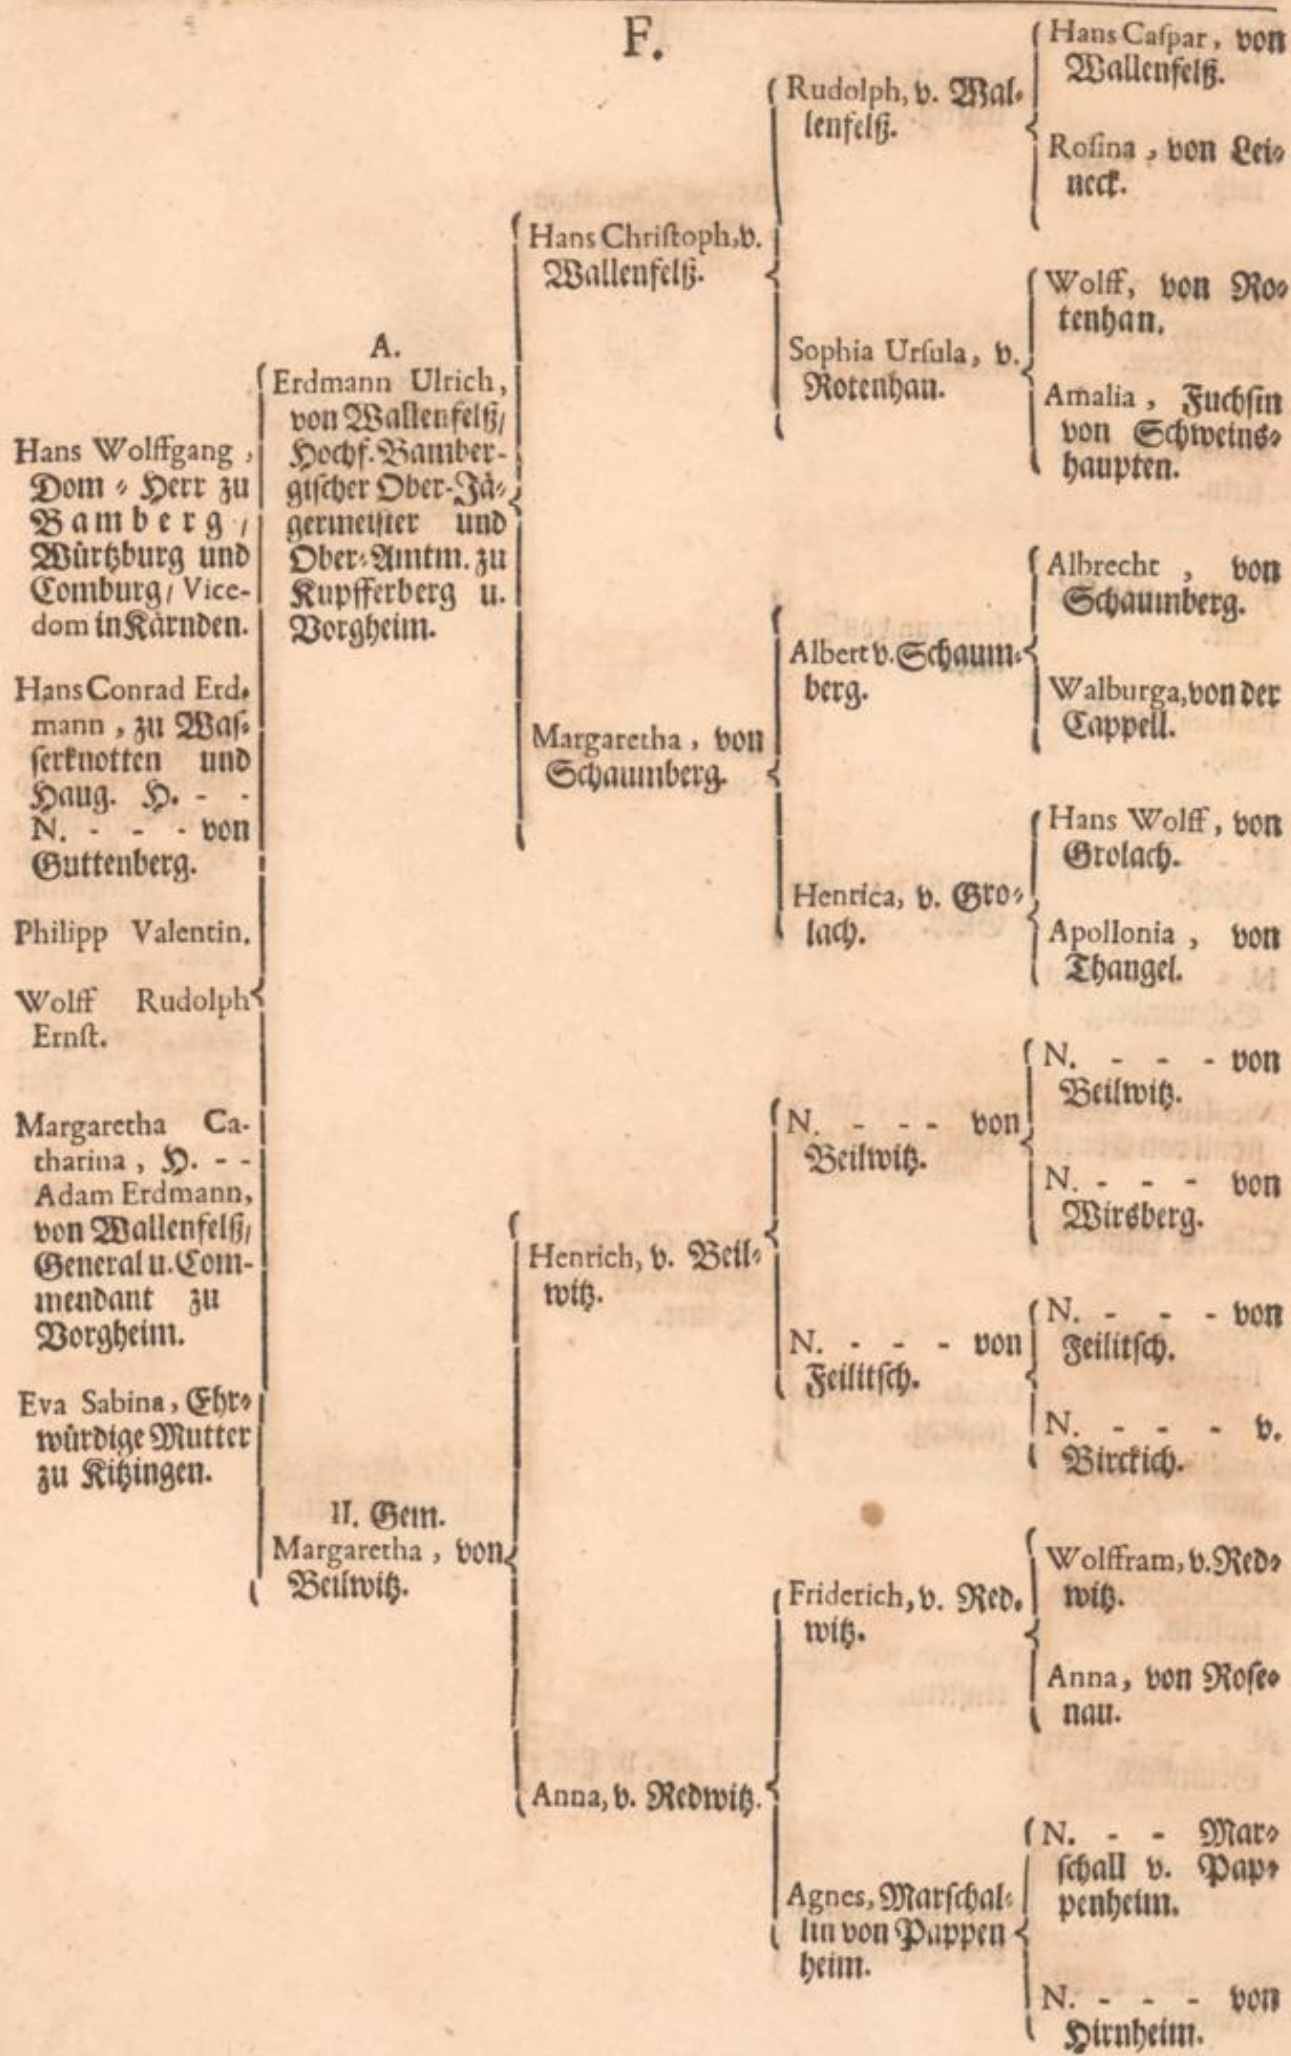 F.
Hans Wolffgang,
Dom-Herr zu
Bamberg/
Würtzburg und
Comburg/ Vice-
dom in Kärnden.
Hans Conrad Erd-
mann, zu Was-
serknotten und
Haug. H. - -
N. - - - von
Guttenberg.
Philipp Valentin.
Wolff Rudolph
Ernſt.
Margaretha Ca-
tharina, H. - -
Adam Erdmann,
von Wallenfelß/
General u. Com-
mendant zu
Vorgheim.
Eva Sabina, Ehr-
würdige Mutter
zu Kitzingen.
A.
Erdmann Ulrich,
von Wallenfelß/
Hochf. Bamber-
giſcher Ober-Jä-
germeiſter und
Ober-Amtm. zu
Kupfferberg u.
Vorgheim.
II. Gem.
Margaretha, von
Beilwitz.
Hans Chriſtoph, v.
Wallenfelß.
Margaretha, von
Schaumberg.
Henrich, v. Beil-
witz.
Anna, v. Redwitz.
Rudolph, v. Wal-
lenfelß.
Sophia Urſula, v.
Rotenhan.
Albert v. Schaum-
berg.
Henrica, v. Gro-
lach.
N. - - - von
Beilwitz.
N. - - - von
Feilitſch.
Friderich, v. Red-
witz.
Agnes, Marſchal-
lin von Pappen
heim.
Hans Caſpar, von
Wallenfelß.
Roſina, von Lei-
neck.
Wolff, von Ro-
tenhan.
Amalia, Fuchſin
von Schweins-
haupten.
Albrecht, von
Schaumberg.
Walburga, von der
Cappell.
Hans Wolff, von
Grolach.
Apollonia, von
Thangel.
N. - - - von
Beilwitz.
N. - - - von
Wirsberg.
N. - - - von
Feilitſch.
N. - - - v.
Birckich.
Wolffram, v. Red-
witz.
Anna, von Roſe-
nau.
N. - - Mar-
ſchall v. Pap-
penheim.
N. - - - von
Hirnheim.